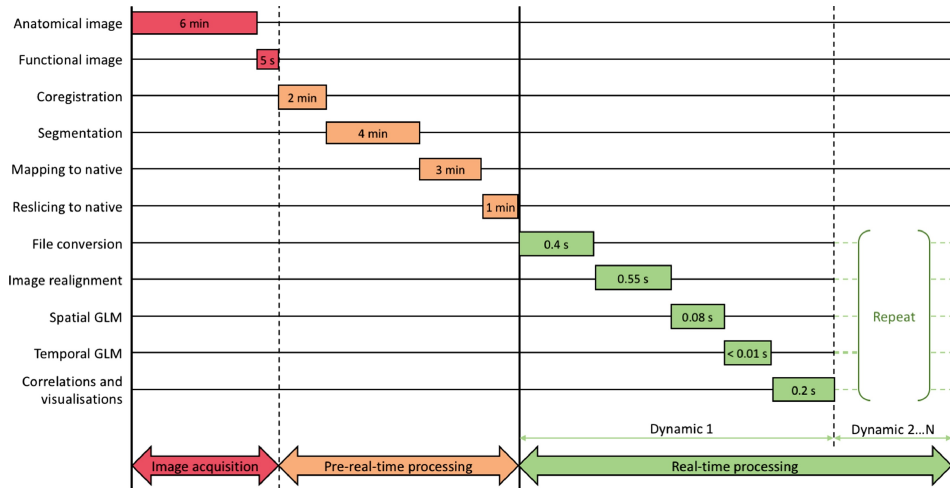 Anatomical image
6 min
Functional image
5 s
Coregistration
2 min
Segmentation
4 min
Mapping to native
3 min
Reslicing to native
1 min
File conversion
0.4 s
Image realignment
0.55 s
Spatial GLM
0.08 s
Repeat
Temporal GLM
< 0.01 s
Correlations and
visualisations
0.2 s
Dynamic 1
Dynamic 2...N
Image acquisition
Pre-real-time processing
Real-time processing